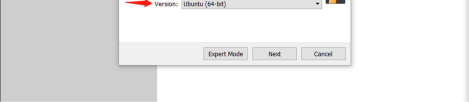 Version: Ubuntu (64-bit)
Expert Mode Next Cancel